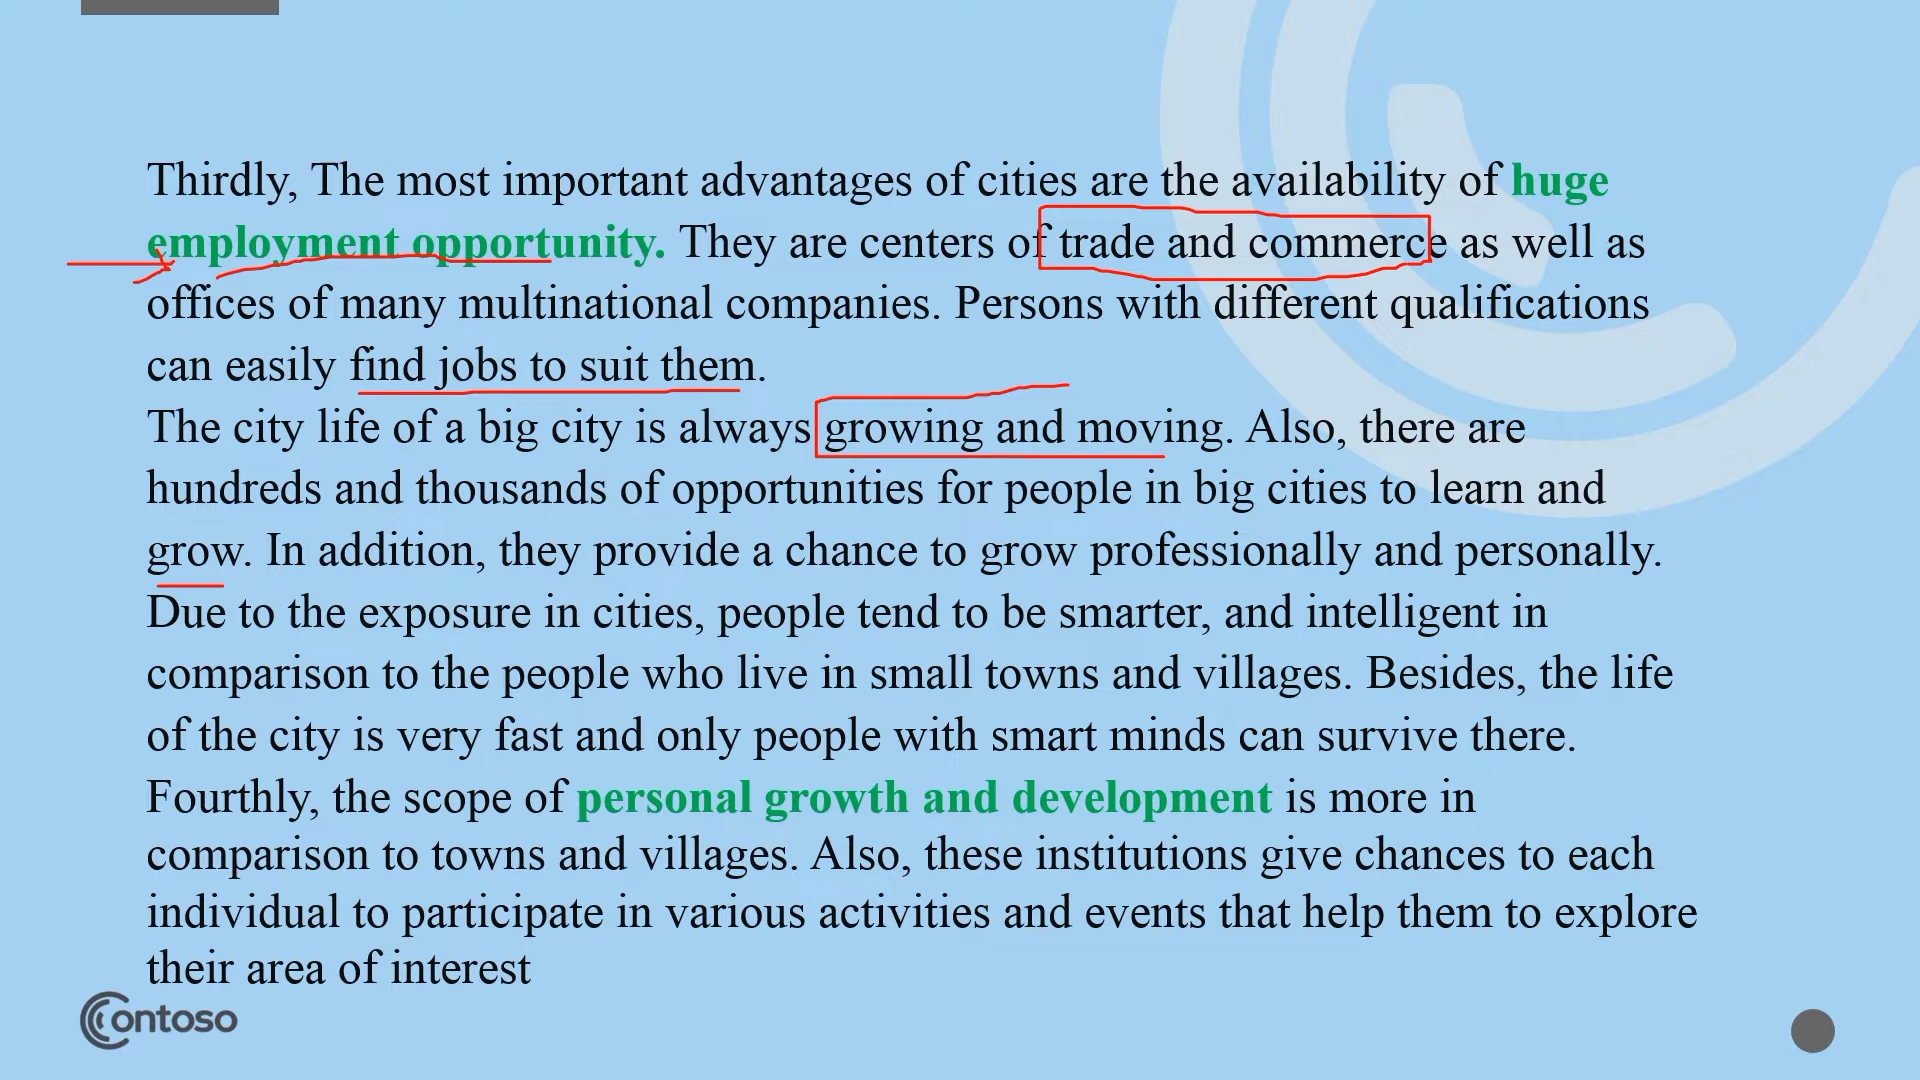 Thirdly, The most important advantages of cities are the availability of huge
employment opportunity. They are centers of trade and commerce as well as
offices of many multinational companies. Persons with different qualifications
can easily find jobs to suit them.
The city life of a big city is always growing and moving. Also, there are
hundreds and thousands of opportunities for people in big cities to learn and
grow. In addition, they provide a chance to grow professionally and personally.
Due to the exposure in cities, people tend to be smarter, and intelligent in
comparison to the people who live in small towns and villages. Besides, the life
of the city is very fast and only people with smart minds can survive there.
Fourthly, the scope of personal growth and development is more in
comparison to towns and villages. Also, these institutions give chances to each
individual to participate in various activities and events that help them to explore
their area of interest
Contoso